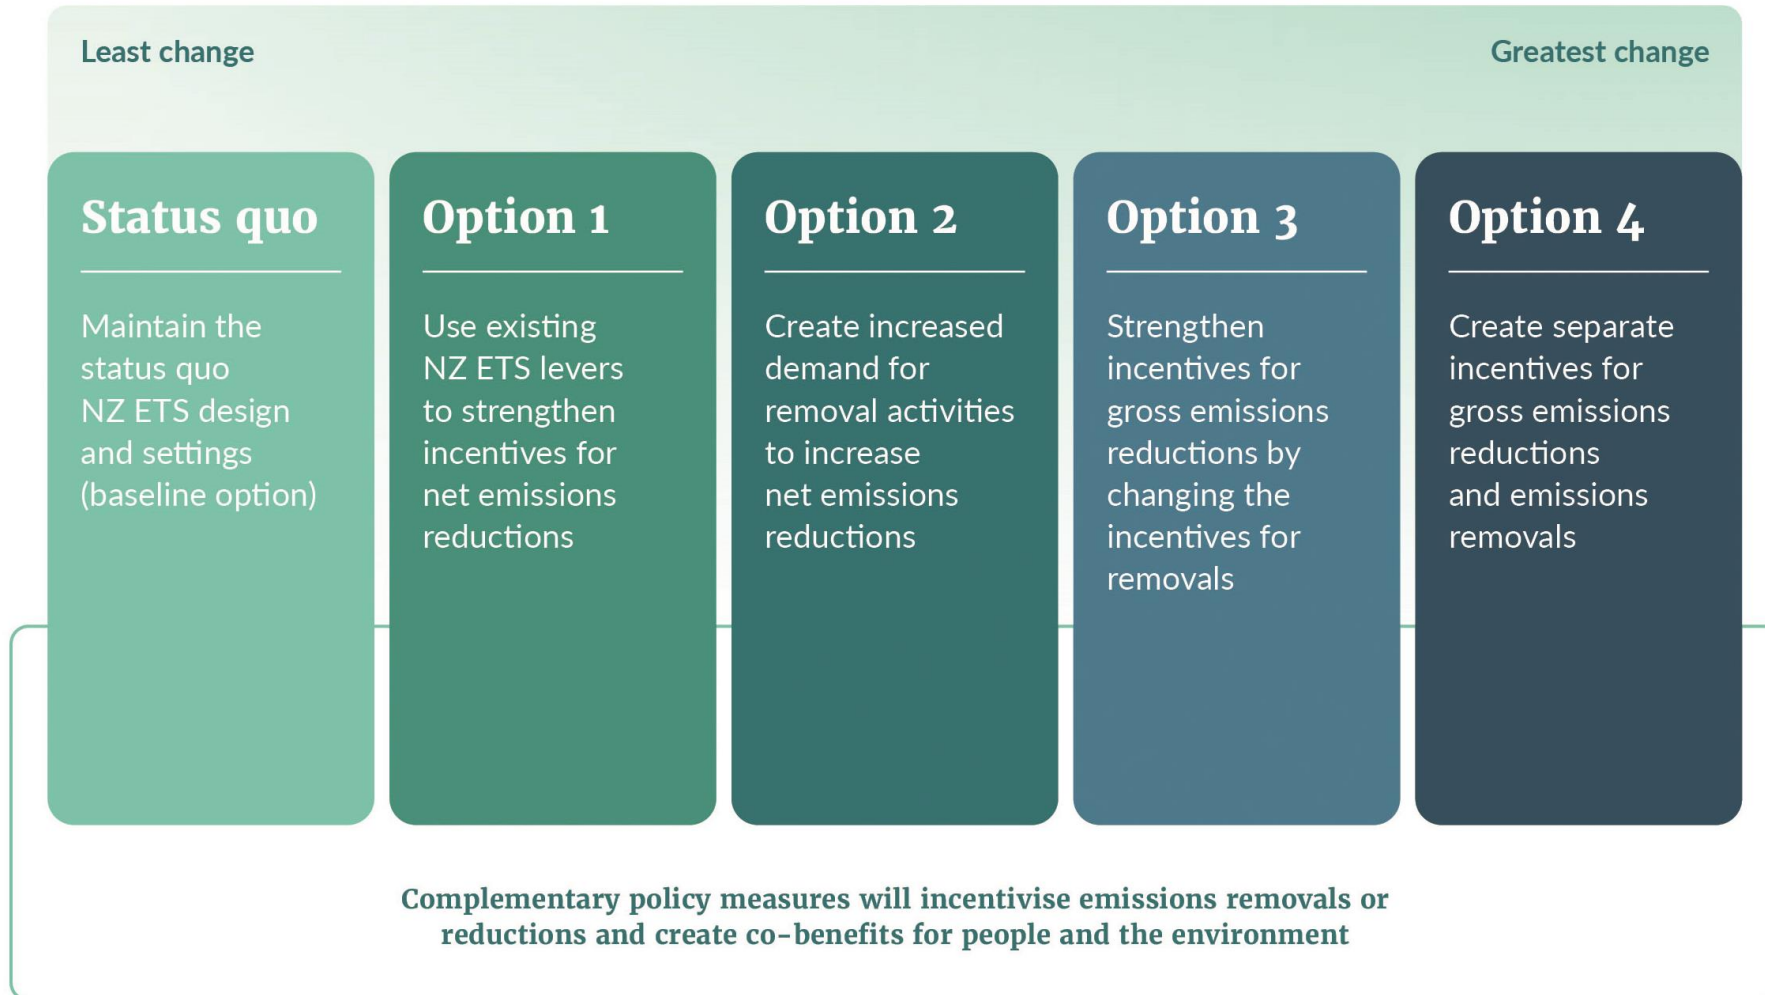 Least change
Greatest change
Status quo
Maintain the
status quo
NZ ETS design
and settings
(baseline option)
Option 1
Use existing
NZ ETS levers
to strengthen
incentives for
net emissions
reductions
Option 2
Create increased
demand for
removal activities
to increase
net emissions
reductions
Option 3
Strengthen
incentives for
gross emissions
reductions by
changing the
incentives for
removals
Option 4
Create separate
incentives for
gross emissions
reductions
and emissions
removals
Complementary policy measures will incentivise emissions removals or
reductions and create co-benefits for people and the environment